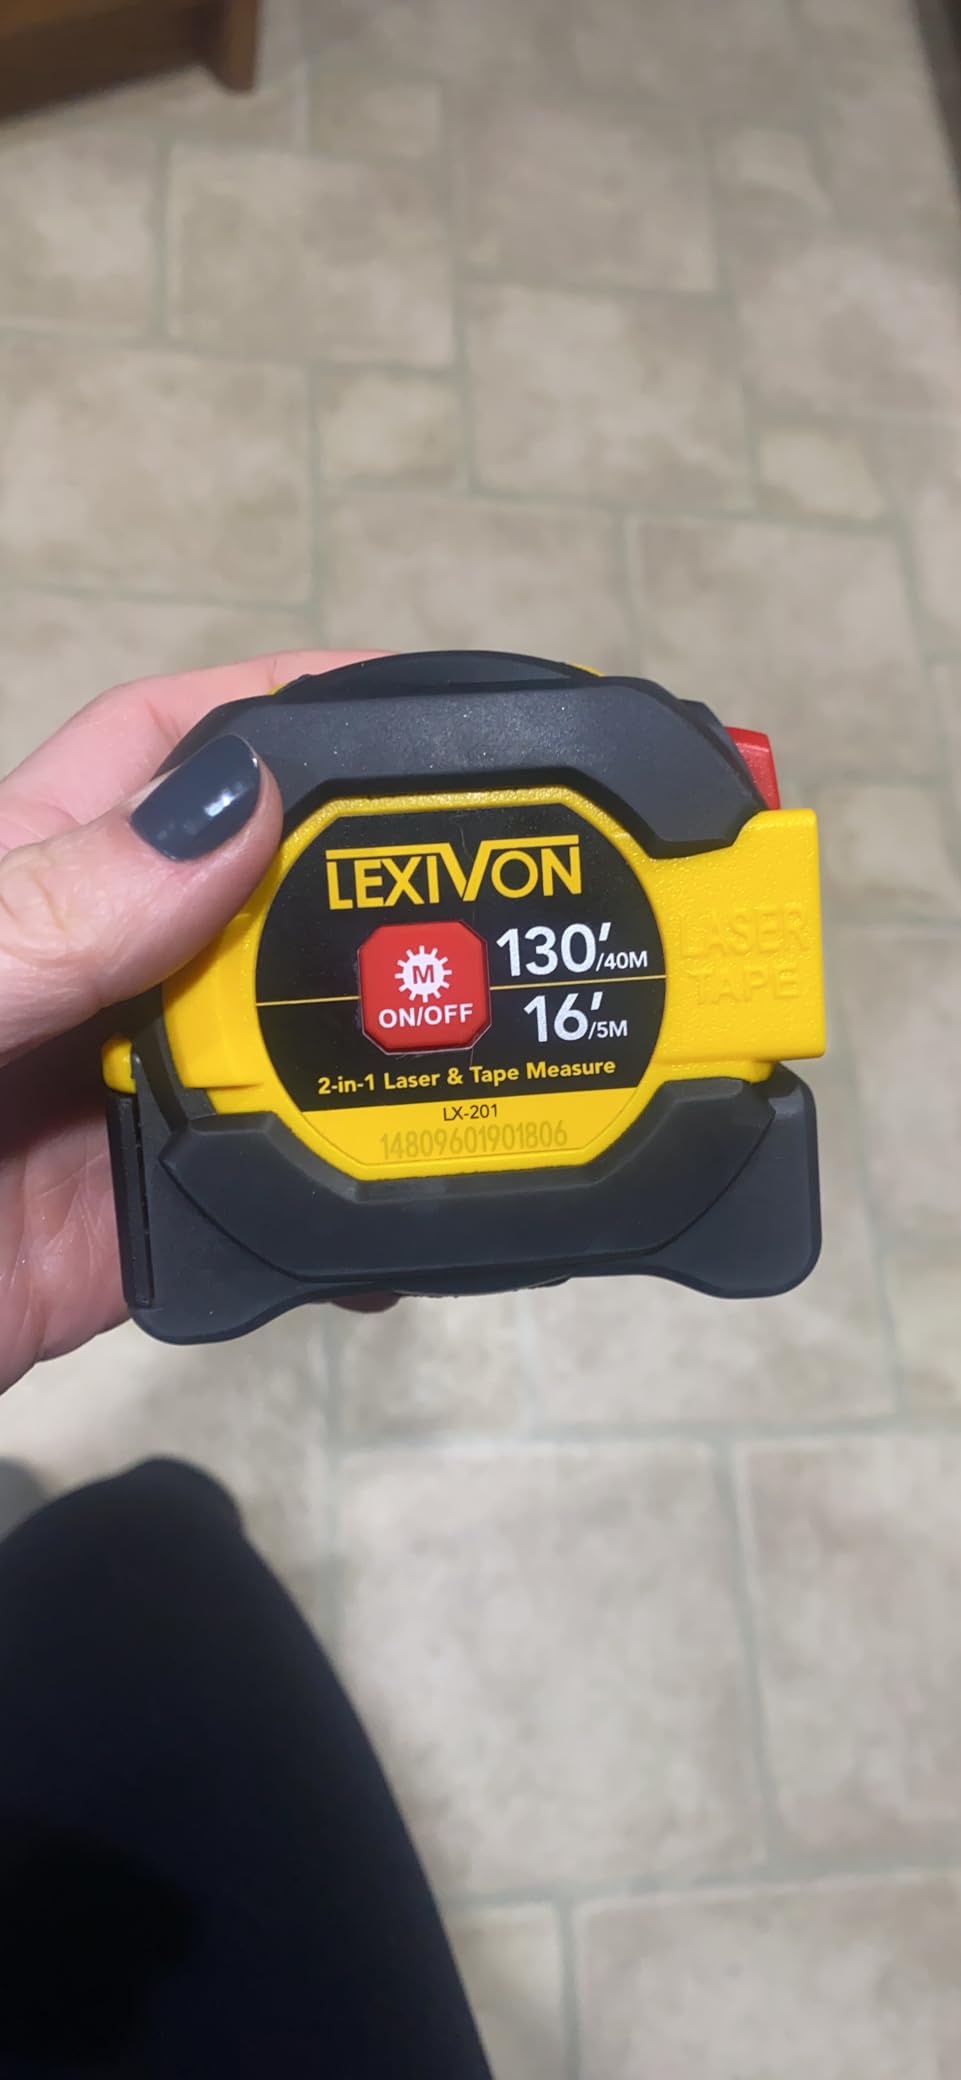 LEXIVON
M
ON/OFF
130'/40M
16'/5M
LASER
TAPE
2-in-1 Laser & Tape Measure
LX-201
14809601901806